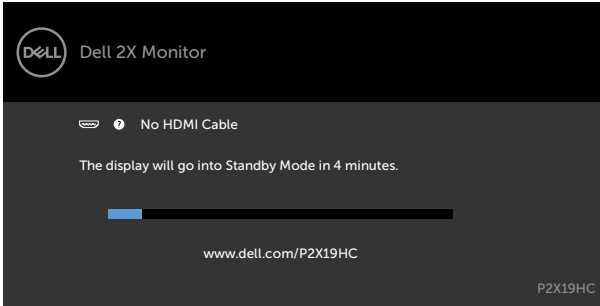 DELL
Dell 2X Monitor
? No HDMI Cable
The display will go into Standby Mode in 4 minutes.
www.dell.com/P2X19HC
P2X19HC